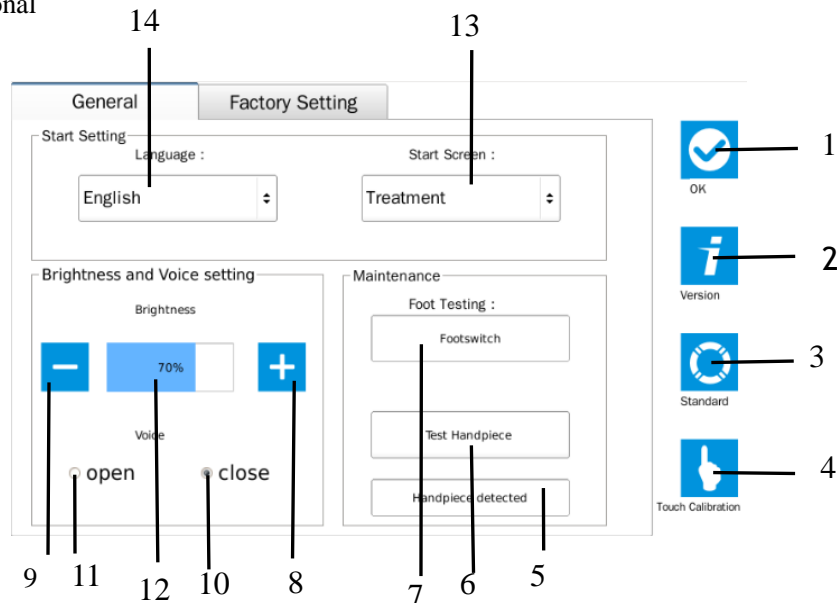 onal
14
13
General
Factory Setting
Start Setting
Language :
Start Screen :
English
Treatment
1
OK
2
Version
Brightness and Voice setting
Maintenance
Brightness
Foot Testing :
Footswitch
70%
3
Standard
Voice
Test Handpiece
open
close
4
Handpiece detected
Touch Calibration
9
11
12
10
8
7
6
5